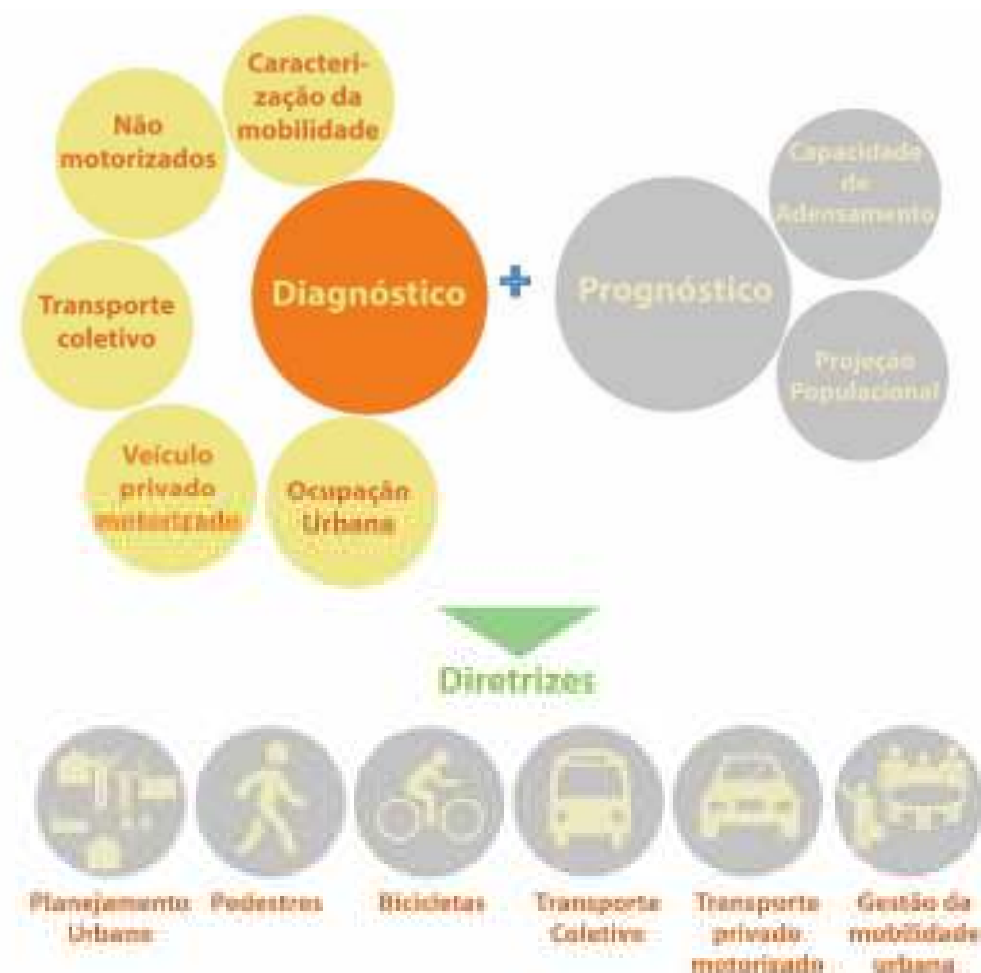 Caracteri-
zação da
mobilidade
Não
motorizados
Transporte
coletivo
Diagnóstico
Veículo
privado
motorizado
Ocupação
Urbana
+
Prognóstico
Capacidade
de
Adensamento
Projeção
Populacional
Diretrizes
Planejamento
Urbano
Pedestres
Bicicletas
Transporte
Coletivo
Transporte
privado
motorizado
Gestão da
mobilidade
urbana